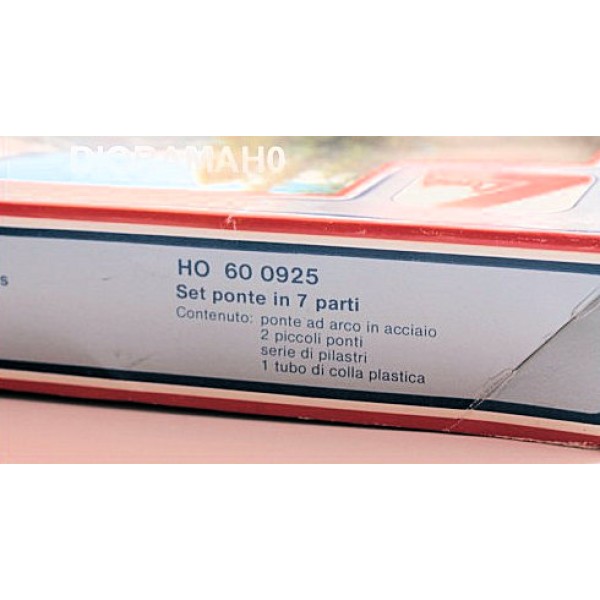 DIORAMAH0
s
HO 60 0925
Set ponte in 7 parti
Contenuto: ponte ad arco in acciaio
2 piccoli ponti
serie di pilastri
1 tubo di colla plastica